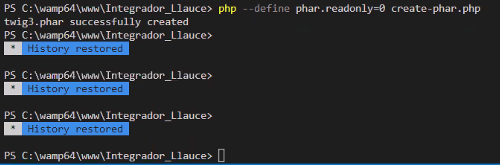 PS C:\wamp64\www\Integrador_Llauce> php --define phar.readonly=0 create-phar.php
twig3.phar successfully created
PS C:\wamp64\www\Integrador_Llauce>
* History restored
PS C:\wamp64\www\Integrador_Llauce>
* History restored
PS C:\wamp64\www\Integrador_Llauce>
* History restored
PS C:\wamp64\www\Integrador_Llauce>